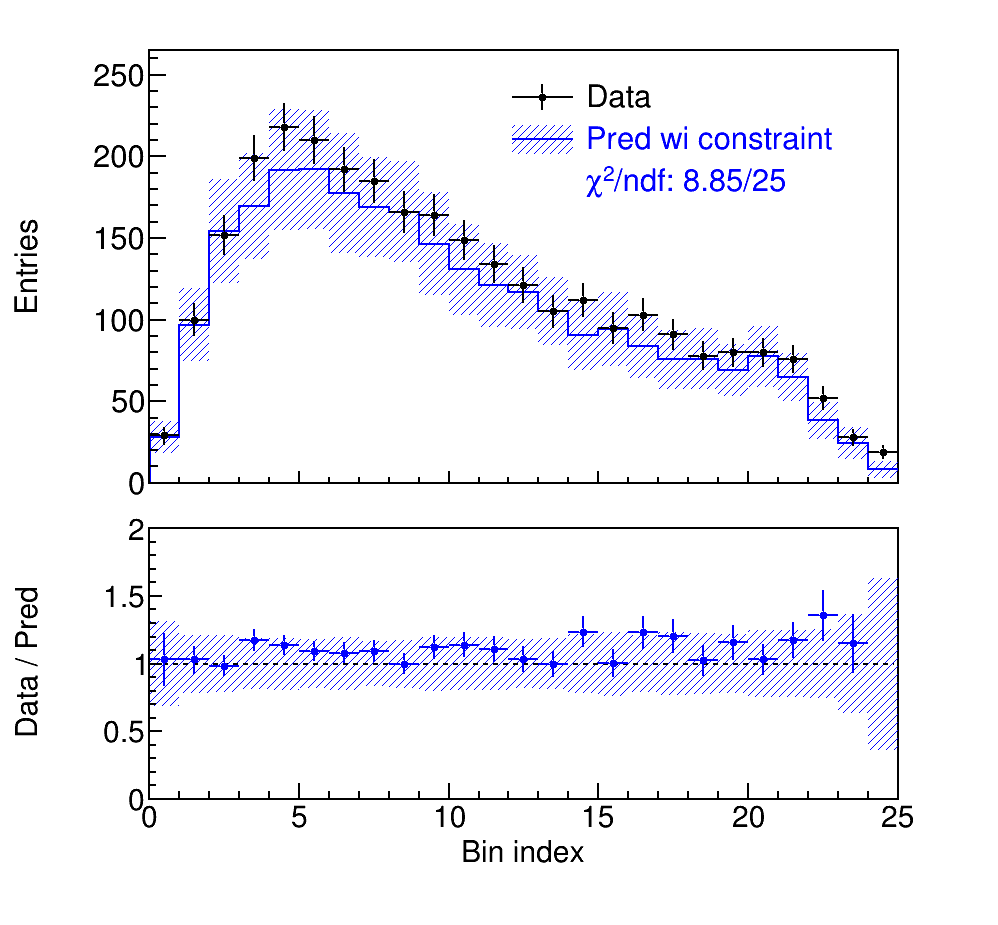 250
200
150
100
50
0
Entries
Data
Pred wi constraint
χ²/ndf: 8.85/25
2
1.5
1
0.5
0
Data / Pred
0 5 10 15 20 25
Bin index